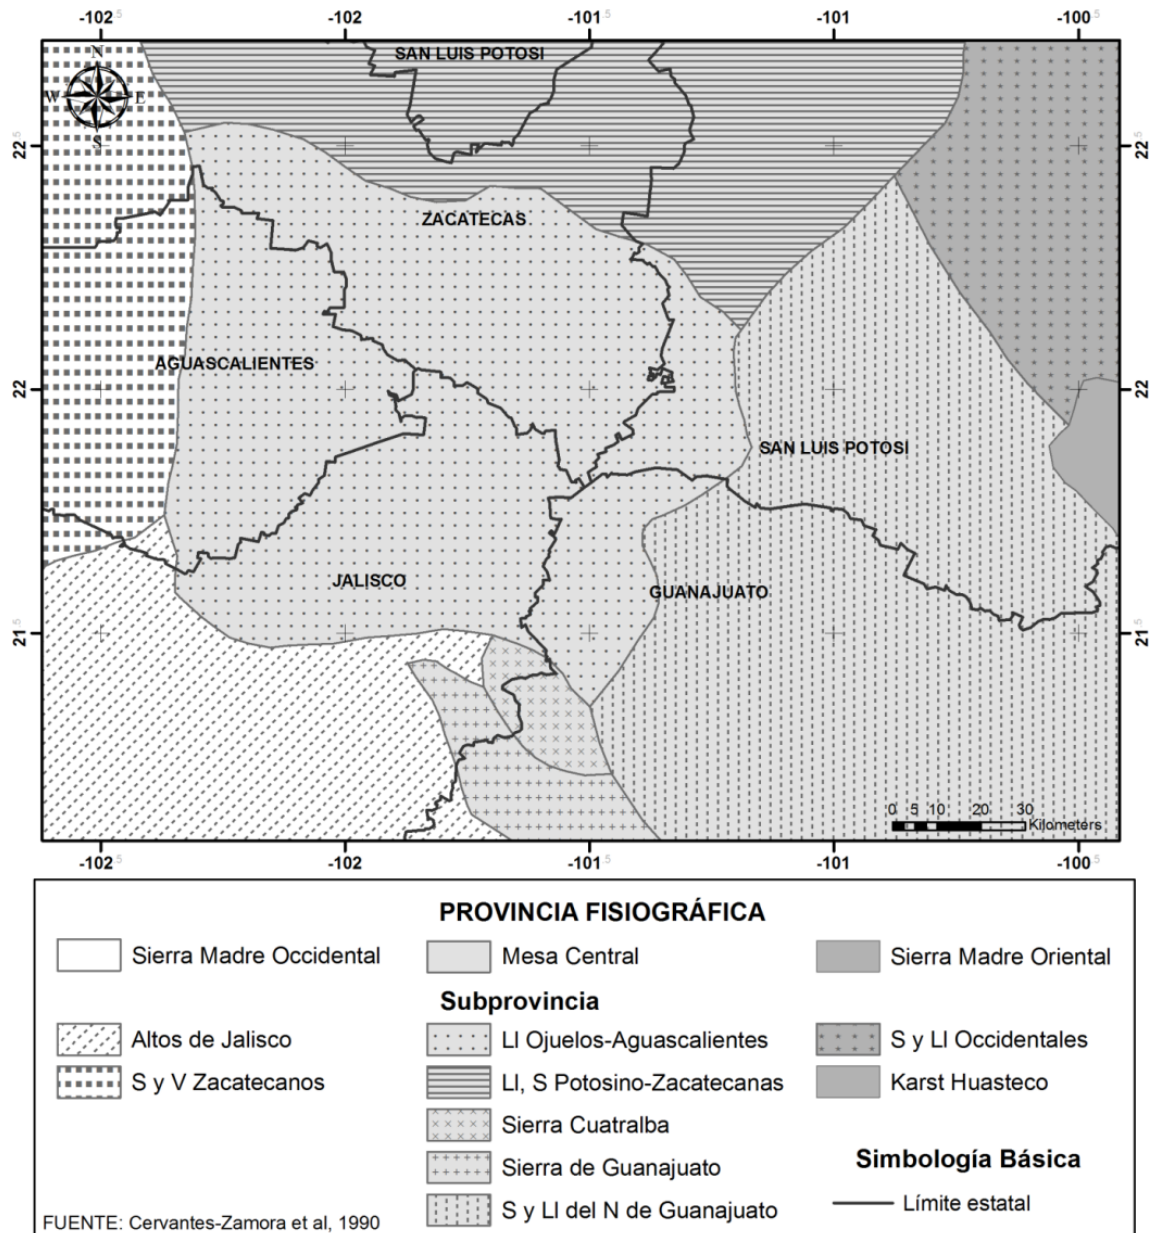 -102.5 -102 -101.5 -101 -100.5
N
W E
S
SAN LUIS POTOSI
22.5 22.5
ZACATECAS
AGUASCALIENTES
22 22
SAN LUIS POTOSI
JALISCO
GUANAJUATO
21.5 21.5
0 5 10 20 30
Kilometers
-102.5 -102 -101.5 -101 -100.5
PROVINCIA FISIOGRÁFICA
Sierra Madre Occidental
Mesa Central
Sierra Madre Oriental
Subprovincia
Altos de Jalisco
Ll Ojuelos-Aguascalientes
S y Ll Occidentales
S y V Zacatecanos
Ll, S Potosino-Zacatecanas
Karst Huasteco
Sierra Cuatralba
Sierra de Guanajuato
Simbología Básica
S y Ll del N de Guanajuato
Límite estatal
FUENTE: Cervantes-Zamora et al, 1990